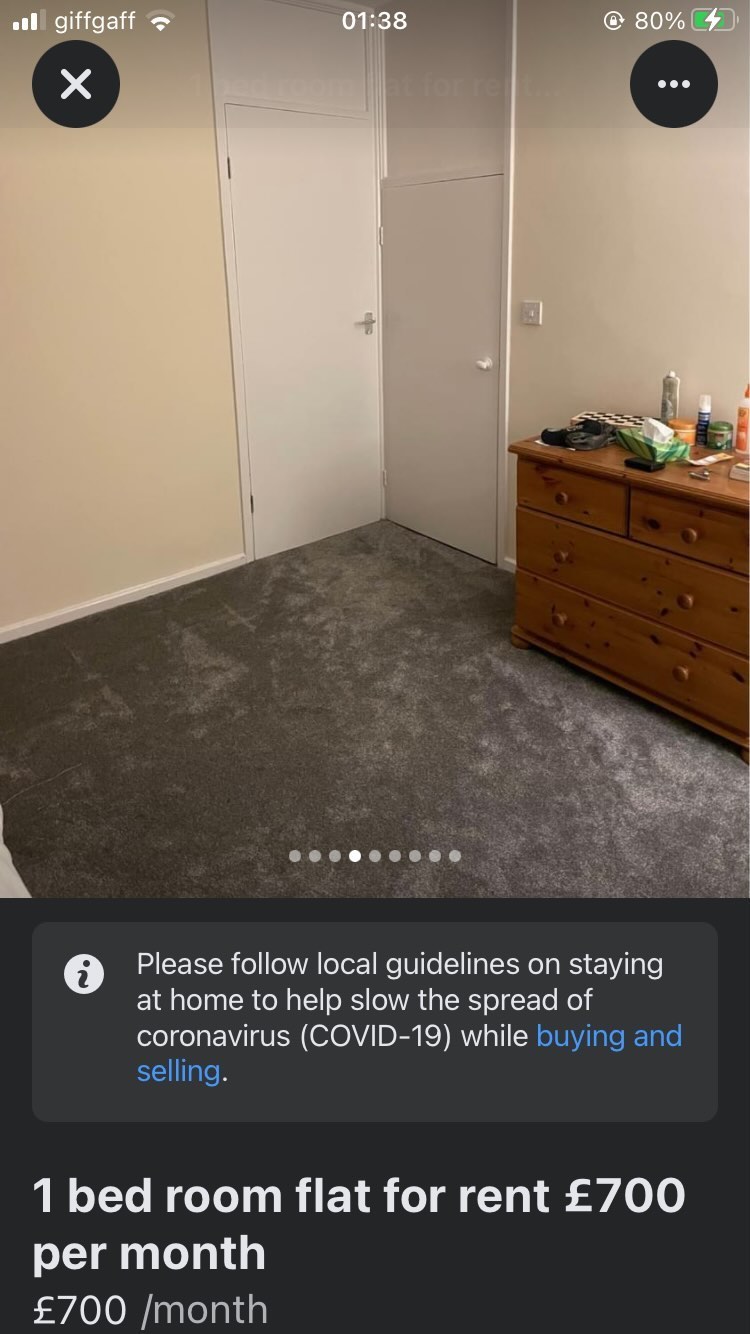 giffgaff 01:38 80%
1 bed room flat for rent...
Please follow local guidelines on staying
at home to help slow the spread of
coronavirus (COVID-19) while buying and
selling.
1 bed room flat for rent £700
per month
£700 /month